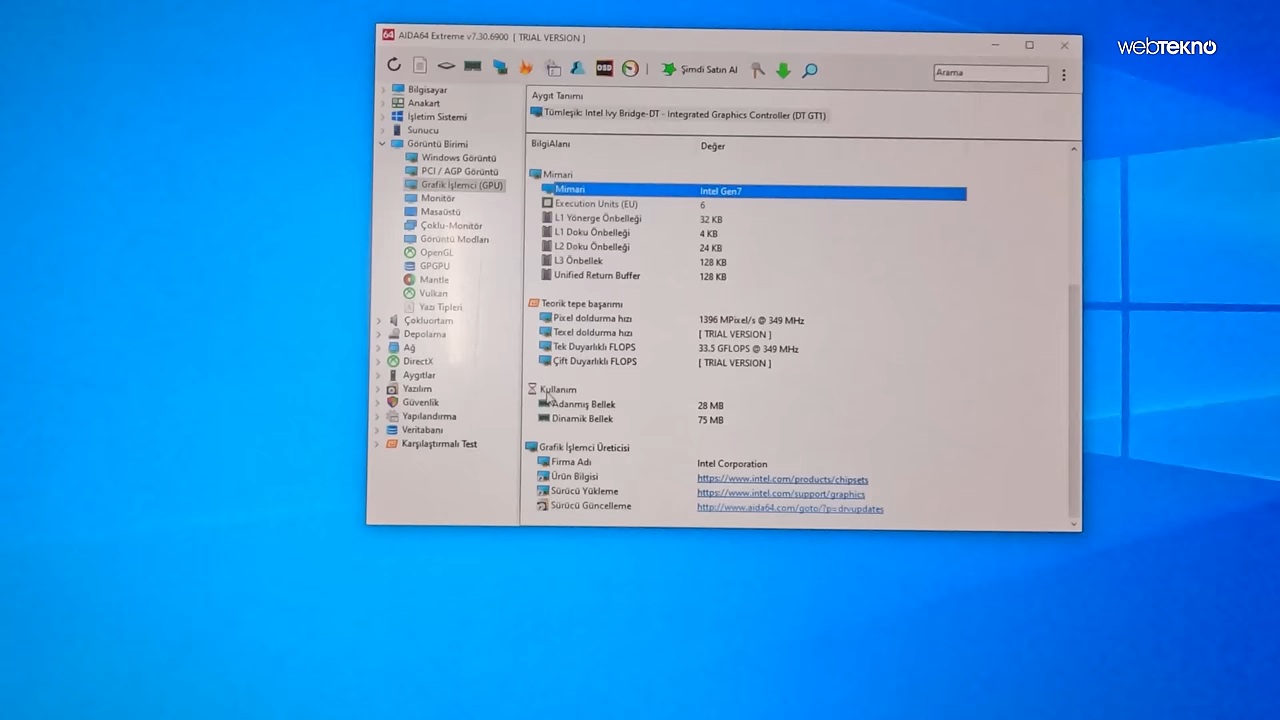 webtekno
AIDA64 Extreme v7.30.6900 [ TRIAL VERSION ]
OSD
Şimdi Satın Al
Arama
Bilgisayar
Anakart
İşletim Sistemi
Sunucu
Görüntü Birimi
Windows Görüntü
PCI / AGP Görüntü
Grafik İşlemci (GPU)
Monitör
Masaüstü
Çoklu-Monitör
Görüntü Modları
OpenGL
GPGPU
Mantle
Vulkan
Yazı Tipleri
Çokluortam
Depolama
Ağ
DirectX
Aygıtlar
Yazılım
Güvenlik
Yapılandırma
Veritabanı
Karşılaştırmalı Test
Aygıt Tanımı
Tümleşik: Intel Ivy Bridge-DT - Integrated Graphics Controller (DT GT1)
BilgiAlanı Değer
Mimari
Mimari Intel Gen7
Execution Units (EU) 6
L1 Yönerge Önbelleği 32 KB
L1 Doku Önbelleği 4 KB
L2 Doku Önbelleği 24 KB
L3 Önbellek 128 KB
Unified Return Buffer 128 KB
Teorik tepe başarımı
Pixel doldurma hızı 1396 MPixel/s @ 349 MHz
Texel doldurma hızı [ TRIAL VERSION ]
Tek Duyarlıklı FLOPS 33.5 GFLOPS @ 349 MHz
Çift Duyarlıklı FLOPS [ TRIAL VERSION ]
Kullanım
Adanmış Bellek 28 MB
Dinamik Bellek 75 MB
Grafik İşlemci Üreticisi
Firma Adı Intel Corporation
Ürün Bilgisi https://www.intel.com/products/chipsets
Sürücü Yükleme https://www.intel.com/support/graphics
Sürücü Güncelleme http://www.aida64.com/goto/?p=drvupdates